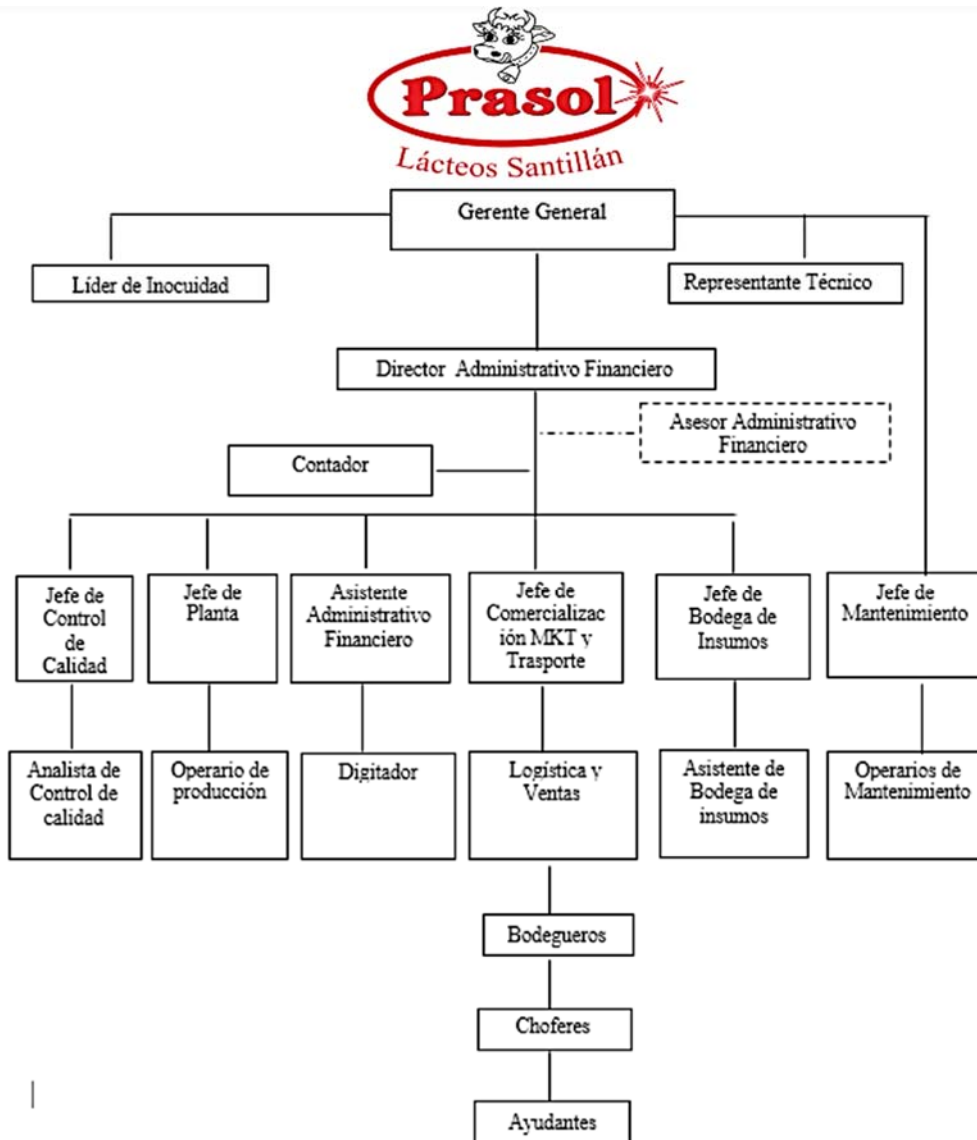 Prasol
Lácteos Santillán
Gerente General
Líder de Inocuidad
Representante Técnico
Director Administrativo Financiero
Asesor Administrativo
Financiero
Contador
Jefe de
Control
de
Calidad
Jefe de
Planta
Asistente
Administrativo
Financiero
Jefe de
Comercializa
ción MKT y
Trasporte
Jefe de
Bodega de
Insumos
Jefe de
Mantenimiento
Analista de
Control de
calidad
Operario de
producción
Digitador
Logística y
Ventas
Asistente de
Bodega de
insumos
Operarios de
Mantenimiento
Bodegueros
Choferes
Ayudantes